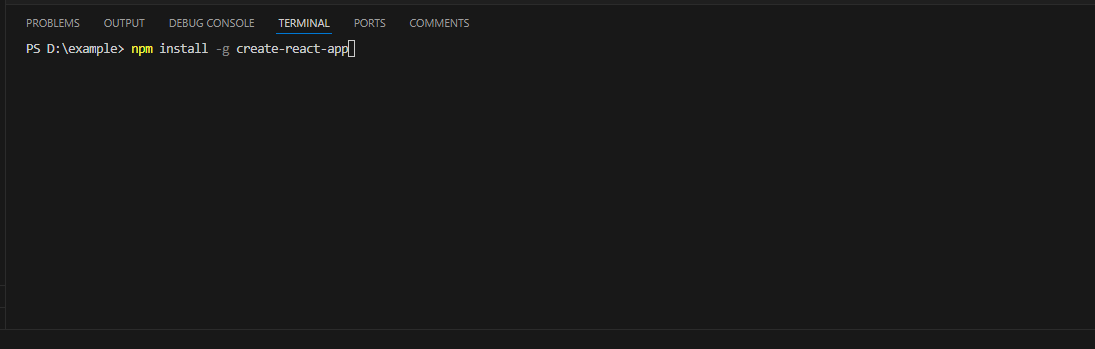 PROBLEMS OUTPUT DEBUG CONSOLE TERMINAL PORTS COMMENTS
PS D:\example> npm install -g create-react-app